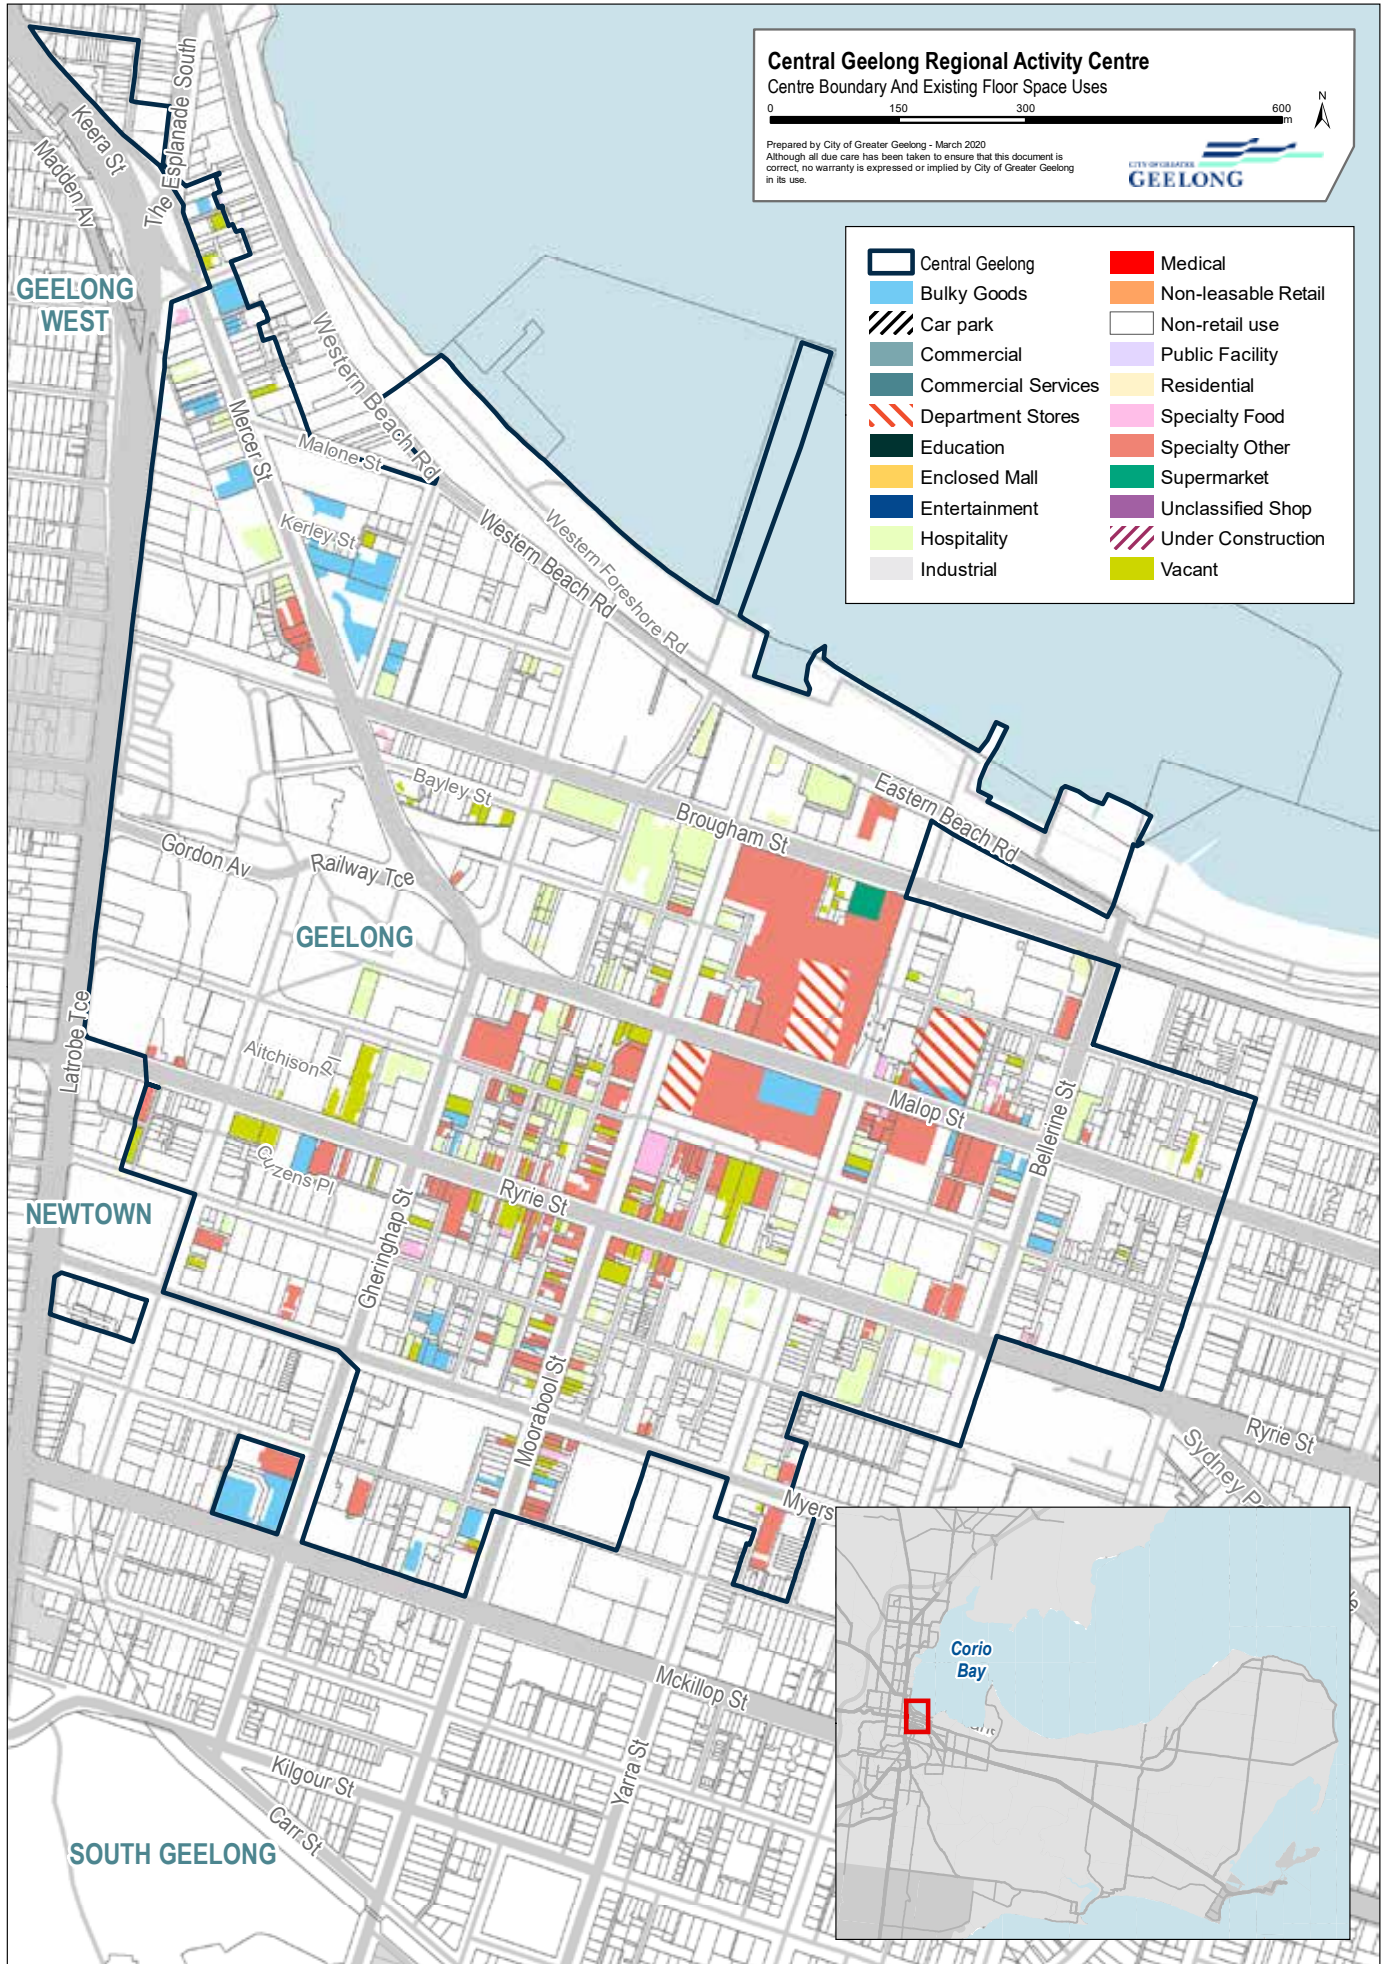 Central Geelong Regional Activity Centre
Centre Boundary And Existing Floor Space Uses
0 150 300 600
m
N
Prepared by City of Greater Geelong - March 2020
Although all due care has been taken to ensure that this document is
correct, no warranty is expressed or implied by City of Greater Geelong
in its use.
CITY OF GREATER
GEELONG
Central Geelong
Bulky Goods
Car park
Commercial
Commercial Services
Department Stores
Education
Enclosed Mall
Entertainment
Hospitality
Industrial
Medical
Non-leasable Retail
Non-retail use
Public Facility
Residential
Specialty Food
Specialty Other
Supermarket
Unclassified Shop
Under Construction
Vacant
Keera St
Madden Av
The Esplanade South
GEELONG
WEST
Western Beach Rd
Mercer St
Malone St
Kerley St
Western Beach Rd
Western Foreshore Rd
Bayley St
Brougham St
Eastern Beach Rd
Gordon Av
Railway Tce
GEELONG
Latrobe Tce
Aitchison Pl
Malop St
Bellerine St
Cuzens Pl
Ryrie St
NEWTOWN
Gheringhap St
Moorabool St
Ryrie St
Sydney Pa
Myers
Mckillop St
Yarra St
Kilgour St
Carr St
SOUTH GEELONG
Corio
Bay